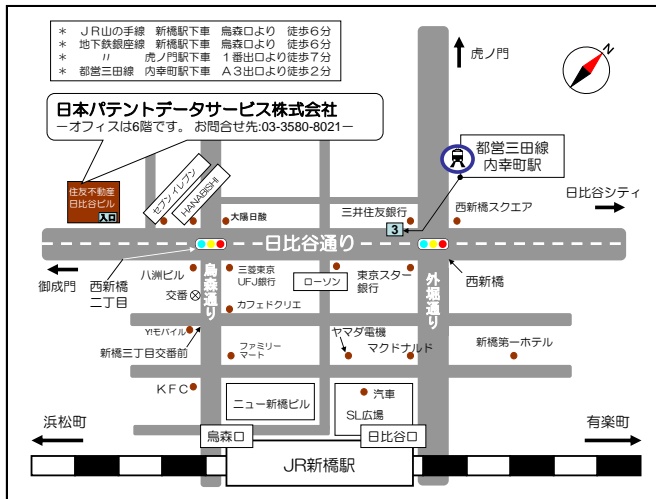 * JR山の手線 新橋駅下車 烏森口より 徒歩6分
* 地下鉄銀座線 新橋駅下車 烏森口より 徒歩6分
* 〃 虎ノ門駅下車 1番出口より徒歩7分
* 都営三田線 内幸町駅下車 A3出口より徒歩2分
虎ノ門
N
日本パテントデータサービス株式会社
－オフィスは6階です。 お問合せ先:03-3580-8021－
都営三田線
内幸町駅
住友不動産
日比谷ビル
入口
セブンイレブン
HANABISHI
大陽日酸
三井住友銀行
3
西新橋スクエア
日比谷シティ
日比谷通り
御成門
西新橋
二丁目
八洲ビル
交番
烏森通り
三菱東京
UFJ銀行
ローソン
東京スター
銀行
外堀通り
西新橋
カフェドクリエ
Y!モバイル
新橋三丁目交番前
ファミリー
マート
ヤマダ電機
マクドナルド
新橋第一ホテル
KFC
ニュー新橋ビル
汽車
SL広場
浜松町
烏森口
日比谷口
有楽町
JR新橋駅